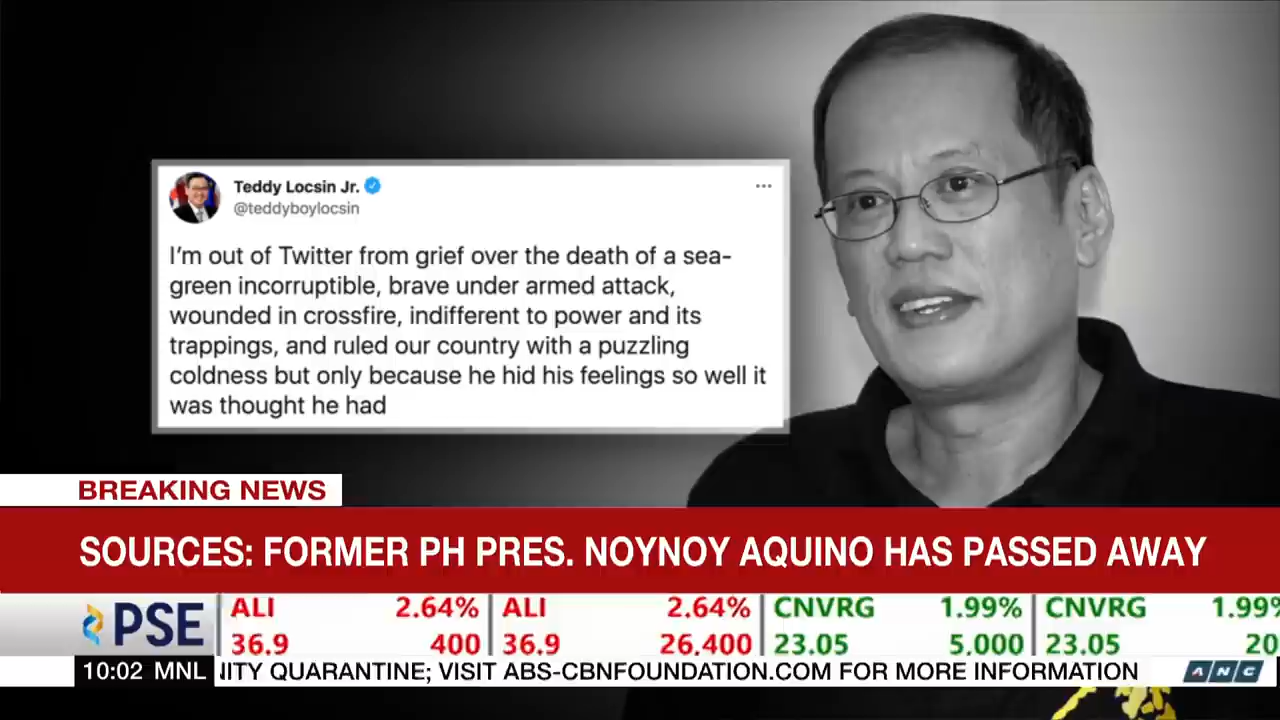 Teddy Locsin Jr.
@teddyboylocsin
I'm out of Twitter from grief over the death of a sea-
green incorruptible, brave under armed attack,
wounded in crossfire, indifferent to power and its
trappings, and ruled our country with a puzzling
coldness but only because he hid his feelings so well it
was thought he had
BREAKING NEWS
SOURCES: FORMER PH PRES. NOYNOY AQUINO HAS PASSED AWAY
PSE
ALI 2.64% ALI 2.64% CNVRG 1.99% CNVRG 1.99%
36.9 400 36.9 26,400 23.05 5,000 23.05 20
10:02 MNL QUARANTINE; VISIT ABS-CBNFOUNDATION.COM FOR MORE INFORMATION ANC